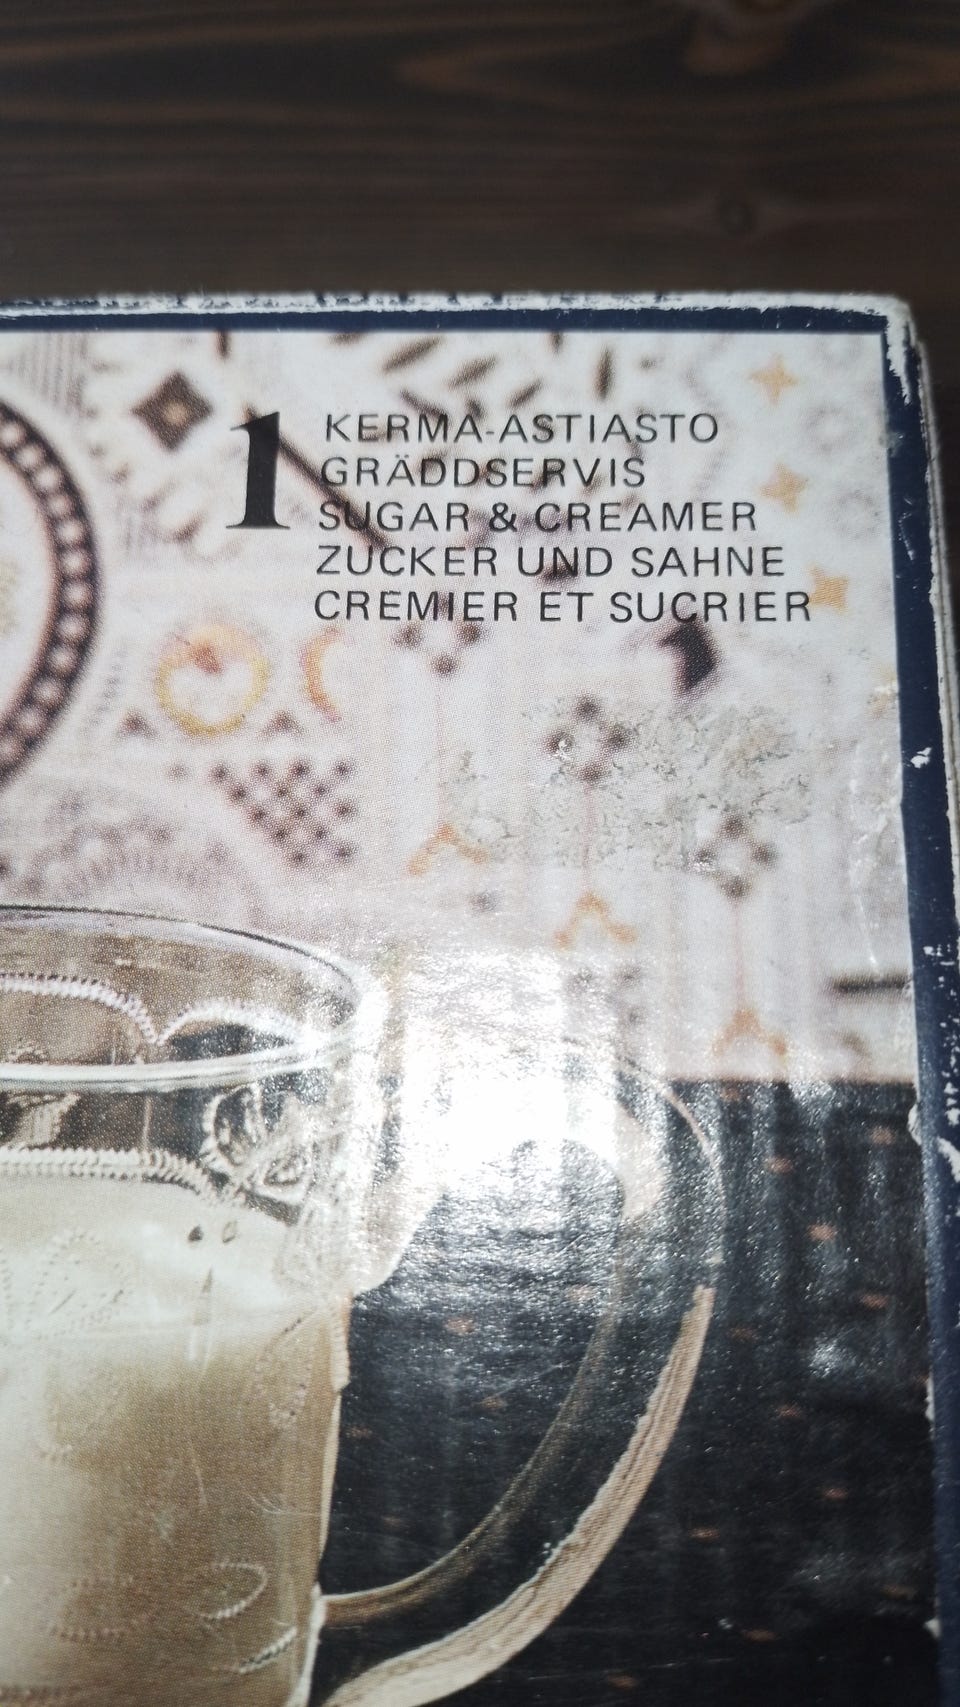 1 KERMA-ASTIASTO
GRÄDDSERVIS
SUGAR & CREAMER
ZUCKER UND SAHNE
CREMIER ET SUCRIER